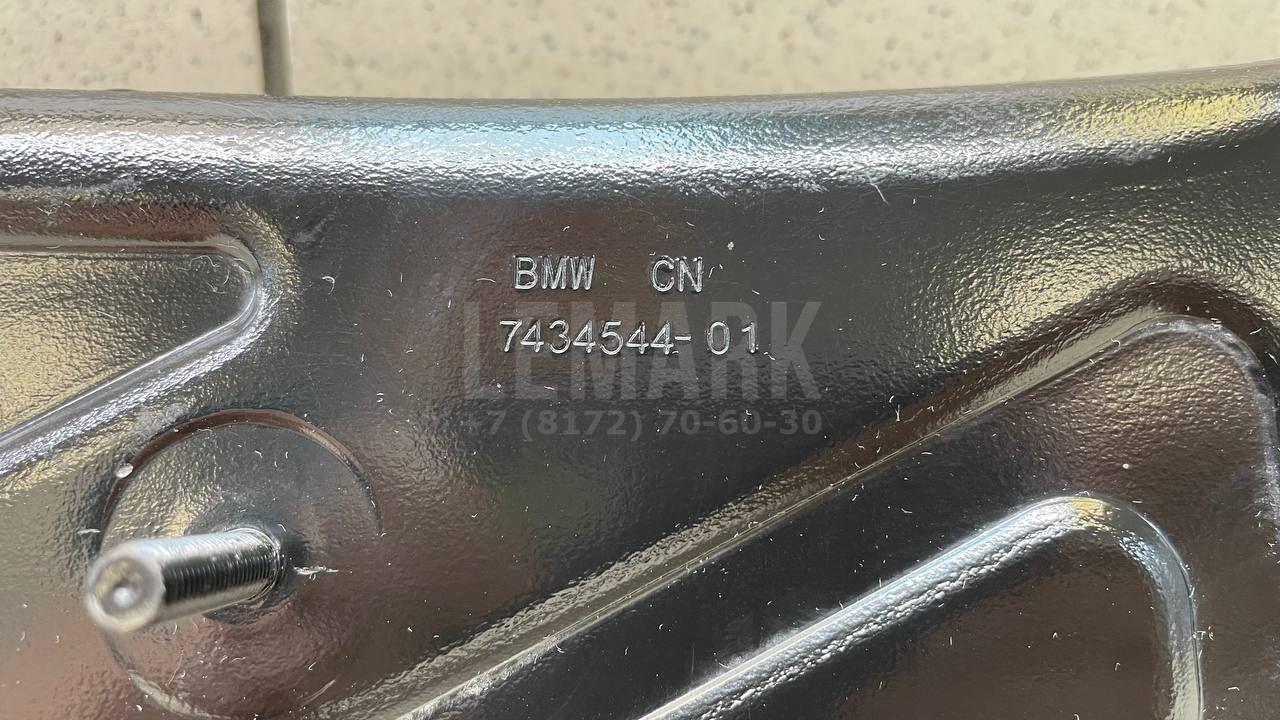 BMW CN
7434544-01
LEMARK
+7 (8172) 70-60-30